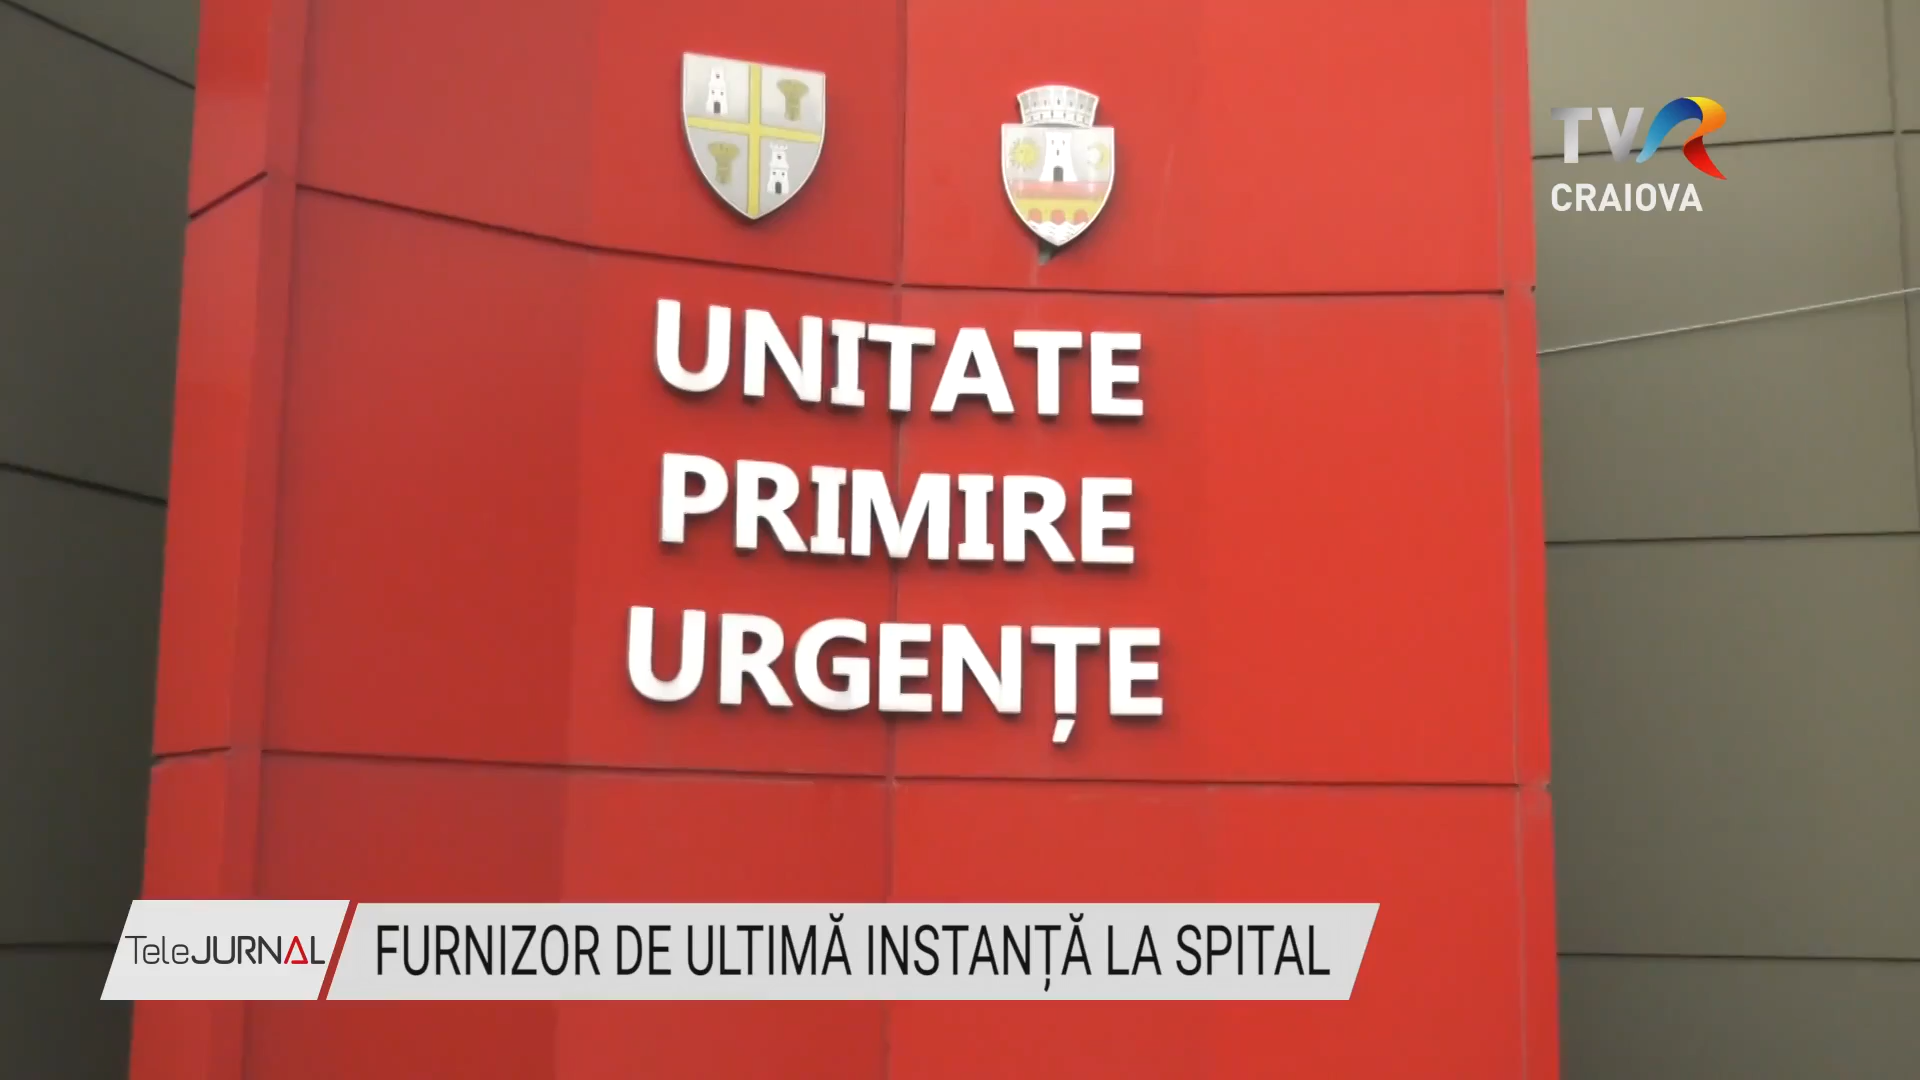 TVR
CRAIOVA
UNITATE
PRIMIRE
URGENȚE
TeleJURNAL
FURNIZOR DE ULTIMĂ INSTANȚĂ LA SPITAL